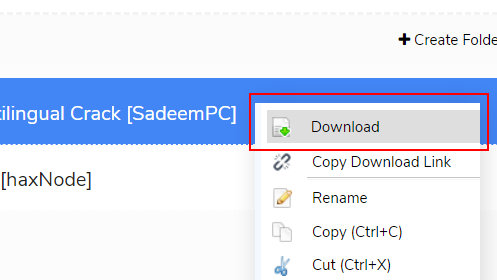 Create Folde
tilingual Crack [SadeemPC]
Download
Copy Download Link
[haxNode]
Rename
Copy (Ctrl+C)
Cut (Ctrl+X)